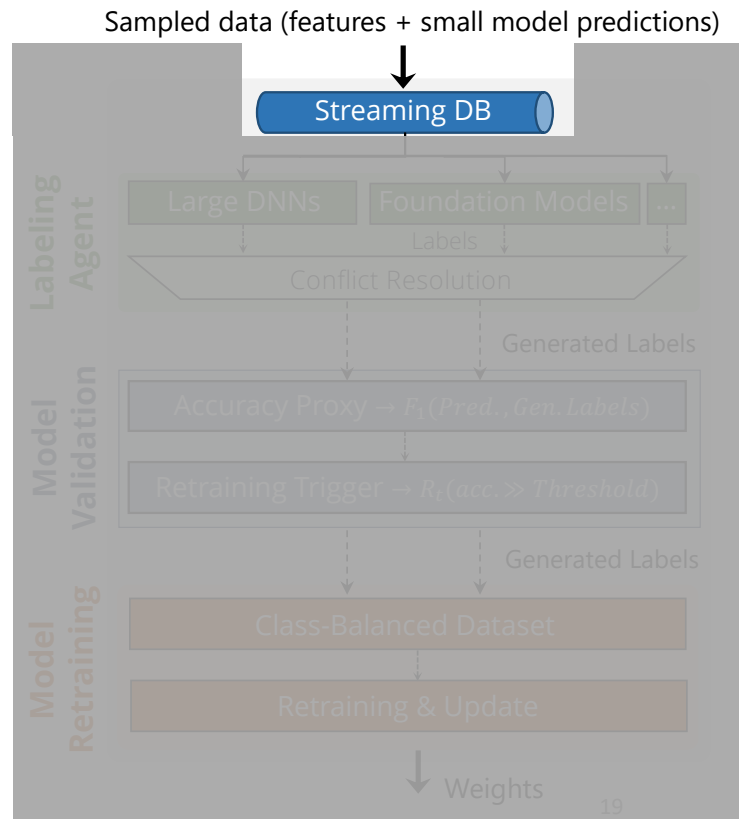 Sampled data (features + small model predictions)
Streaming DB
Labeling
Agent
Large DNNs
Foundation Models
...
Labels
Conflict Resolution
Generated Labels
Model
Validation
Accuracy Proxy → F₁(Pred., Gen. Labels)
Retraining Trigger → Rₜ(acc. ≫ Threshold)
Generated Labels
Model
Retraining
Class-Balanced Dataset
Retraining & Update
Weights
19